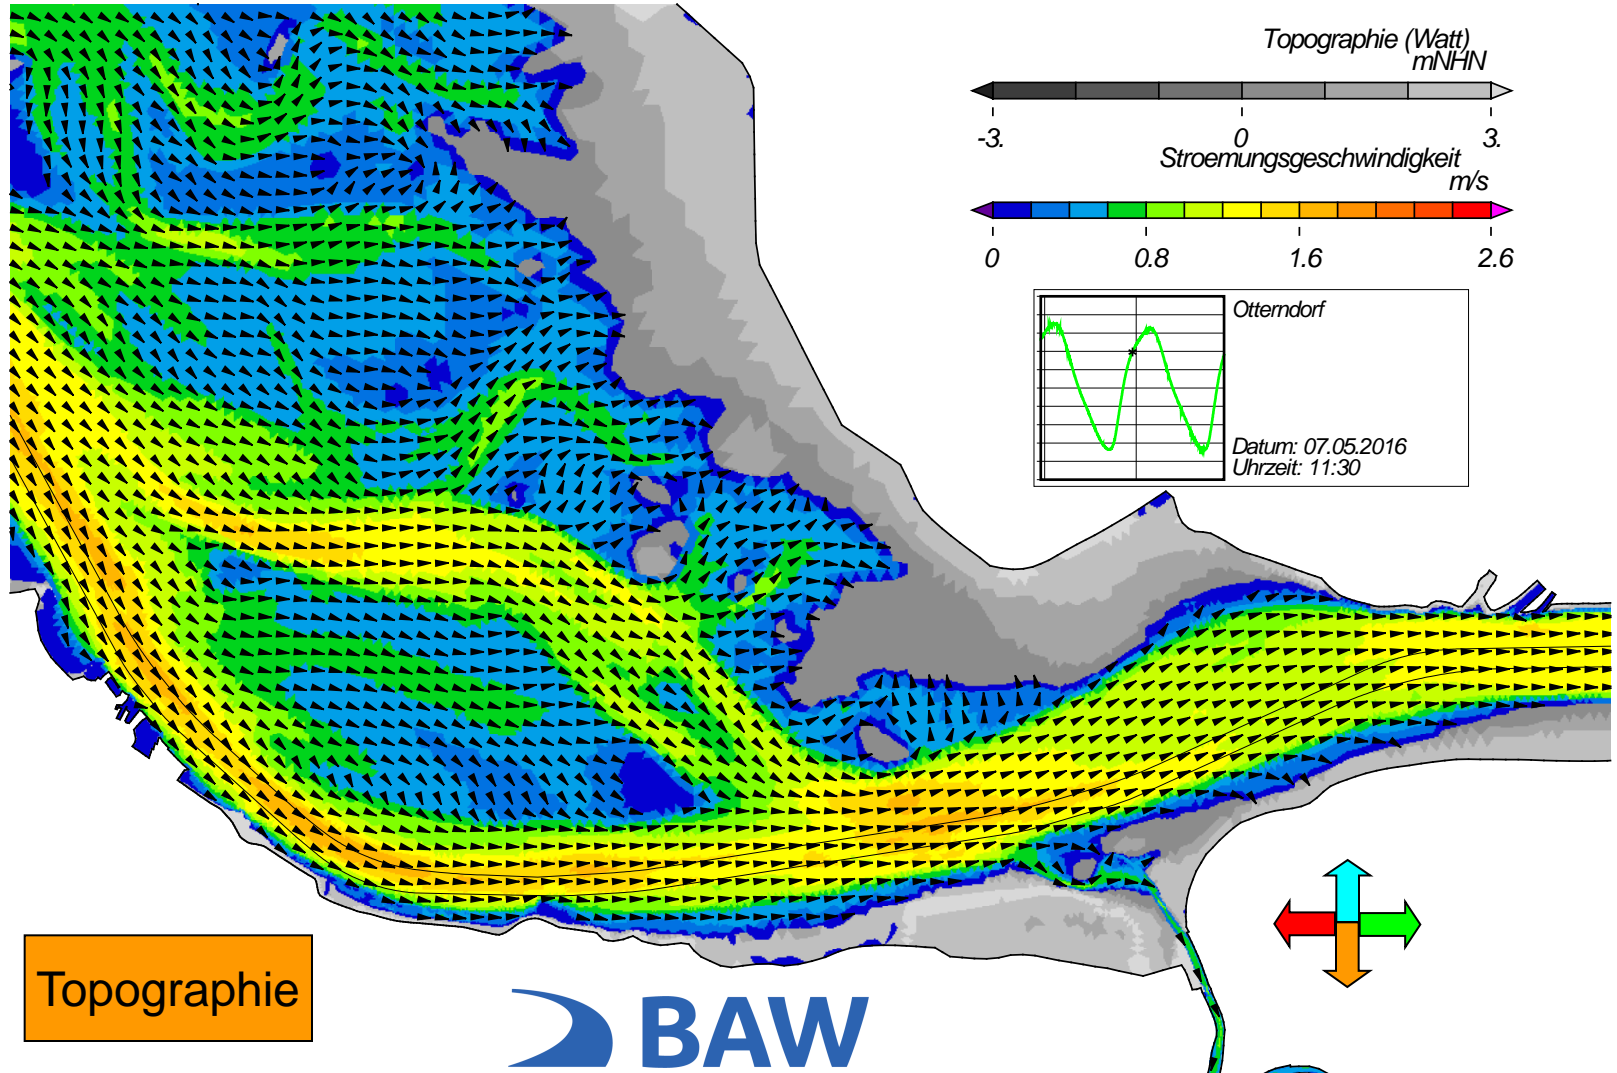 Topographie (Watt)
mNHN
-3. 0 3.
Stroemungsgeschwindigkeit
m/s
0 0.8 1.6 2.6
Otterndorf
Datum: 07.05.2016
Uhrzeit: 11:30
Topographie
BAW